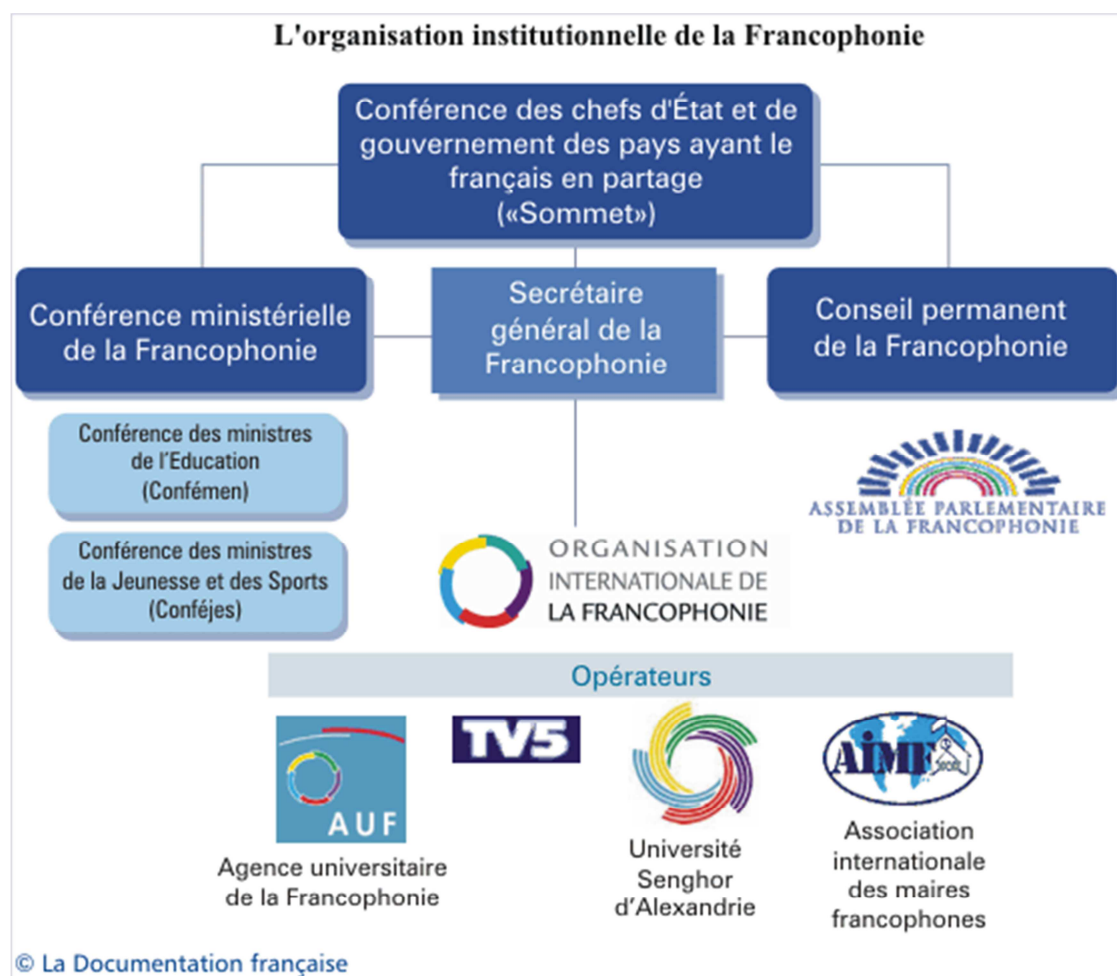 L'organisation institutionnelle de la Francophonie
Conférence des chefs d'État et de
gouvernement des pays ayant le
français en partage
(«Sommet»)
Conférence ministérielle
de la Francophonie
Secrétaire
général de la
Francophonie
Conseil permanent
de la Francophonie
Conférence des ministres
de l'Education
(Confémen)
Conférence des ministres
de la Jeunesse et des Sports
(Conféjes)
ASSEMBLÉE PARLEMENTAIRE
DE LA FRANCOPHONIE
ORGANISATION
INTERNATIONALE DE
LA FRANCOPHONIE
Opérateurs
AUF
Agence universitaire
de la Francophonie
TV5
Université
Senghor
d'Alexandrie
AIMF
Association
internationale
des maires
francophones
© La Documentation française